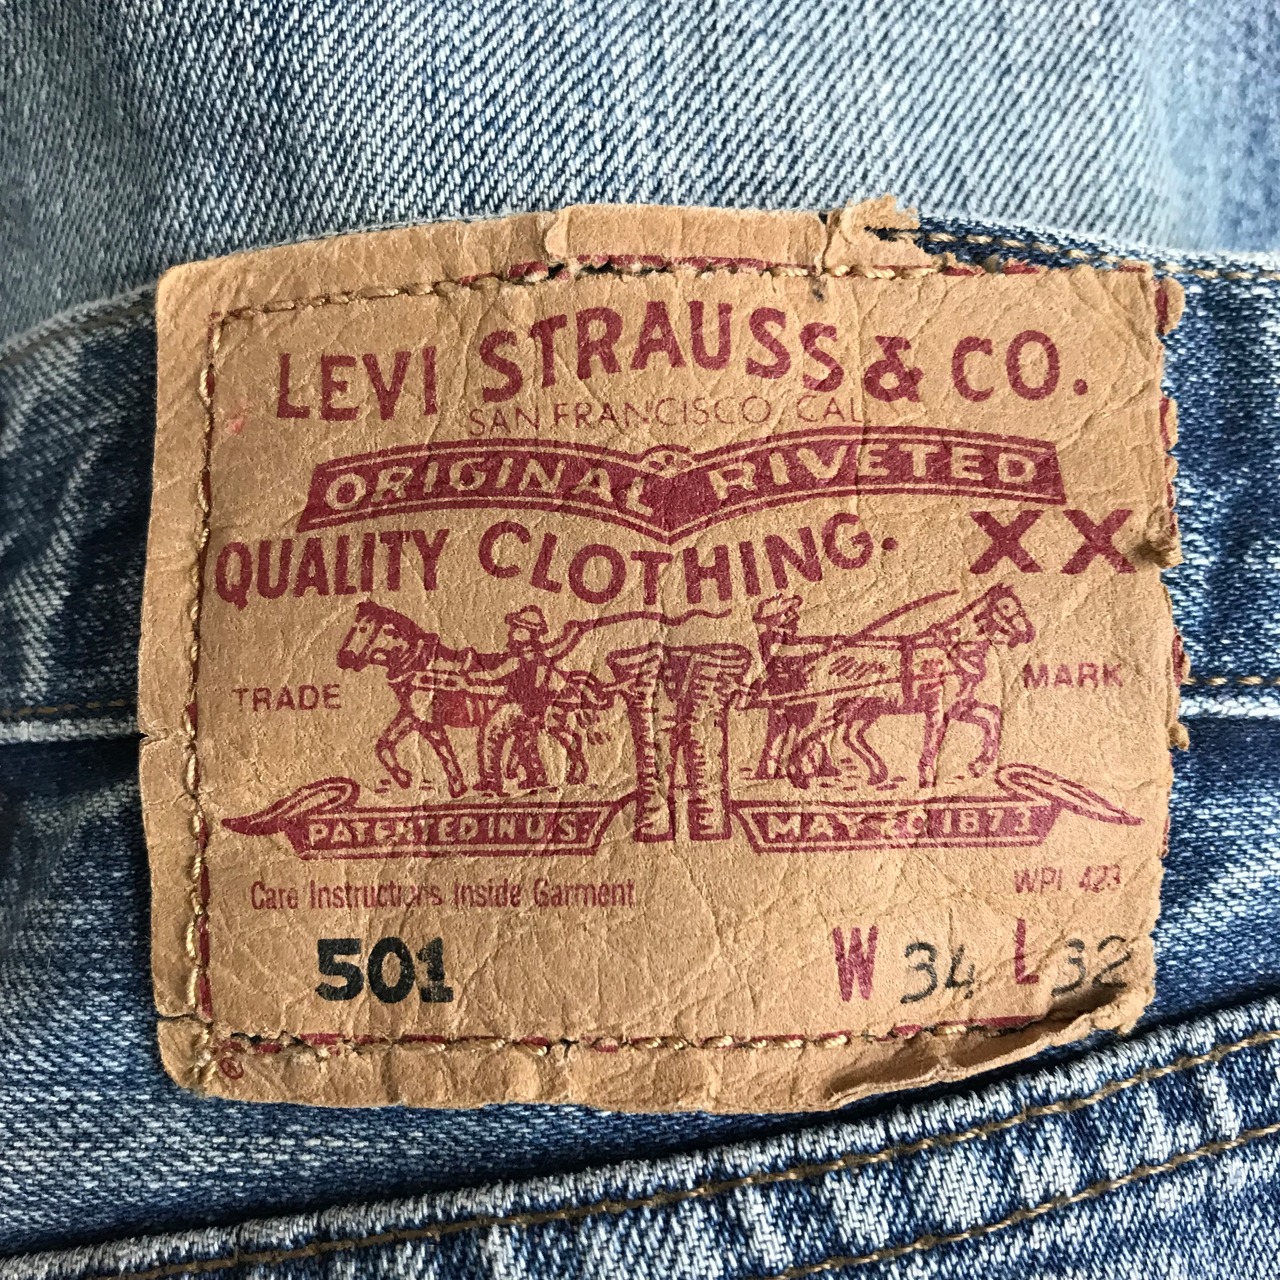 LEVI STRAUSS & CO.
SAN FRANCISCO CAL.
ORIGINAL RIVETED
QUALITY CLOTHING. XX
TRADE MARK
PATENTED IN U.S. MAY 20 1873
Care Instructions Inside Garment WPL 423
501 W 34 L 32
®